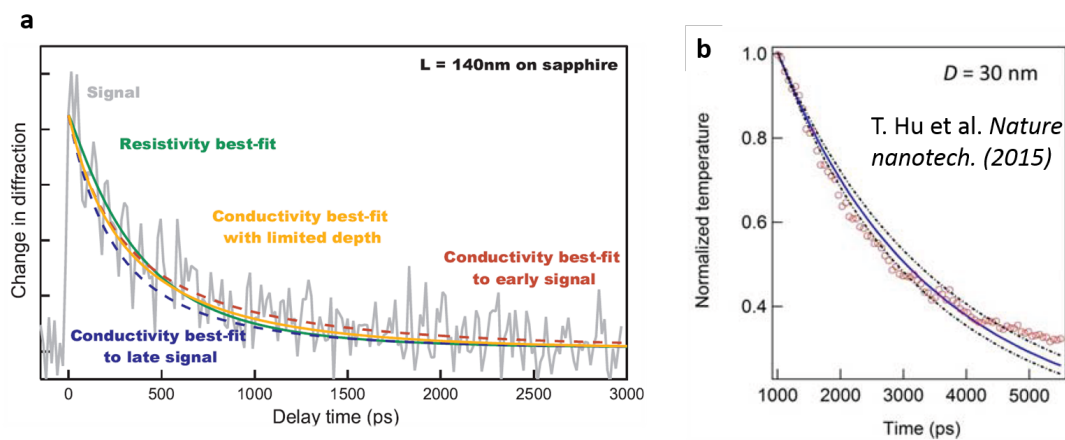 a
L = 140nm on sapphire
Signal
Resistivity best-fit
Conductivity best-fit
with limited depth
Conductivity best-fit
to early signal
Conductivity best-fit
to late signal
Change in diffraction
0
500
1000
1500
2000
2500
3000
Delay time (ps)
b
D = 30 nm
T. Hu et al. Nature
nanotech. (2015)
Normalized temperature
1.0
0.8
0.6
0.4
1000
2000
3000
4000
5000
Time (ps)